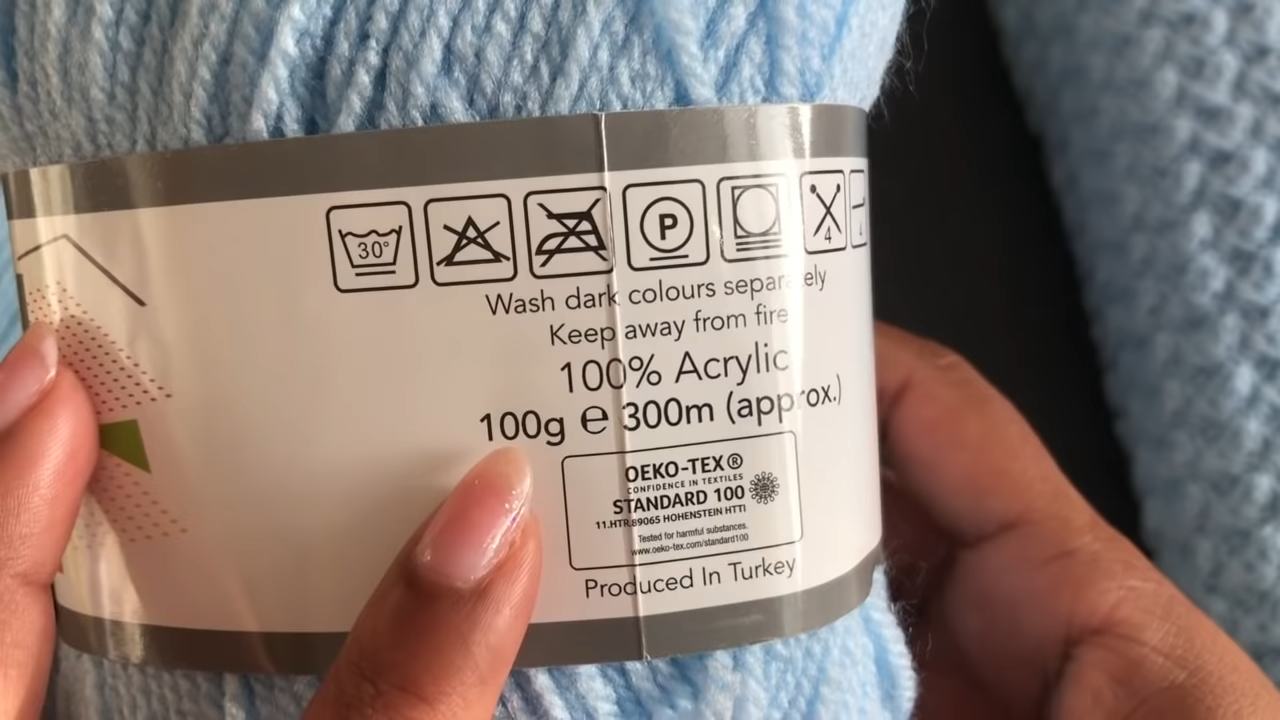 30°
P
4
Wash dark colours separately
Keep away from fire
100% Acrylic
100g ℮ 300m (approx.)
OEKO-TEX®
CONFIDENCE IN TEXTILES
STANDARD 100
11.HTR.89065 HOHENSTEIN HTTI
Tested for harmful substances.
www.oeko-tex.com/standard100
Produced In Turkey